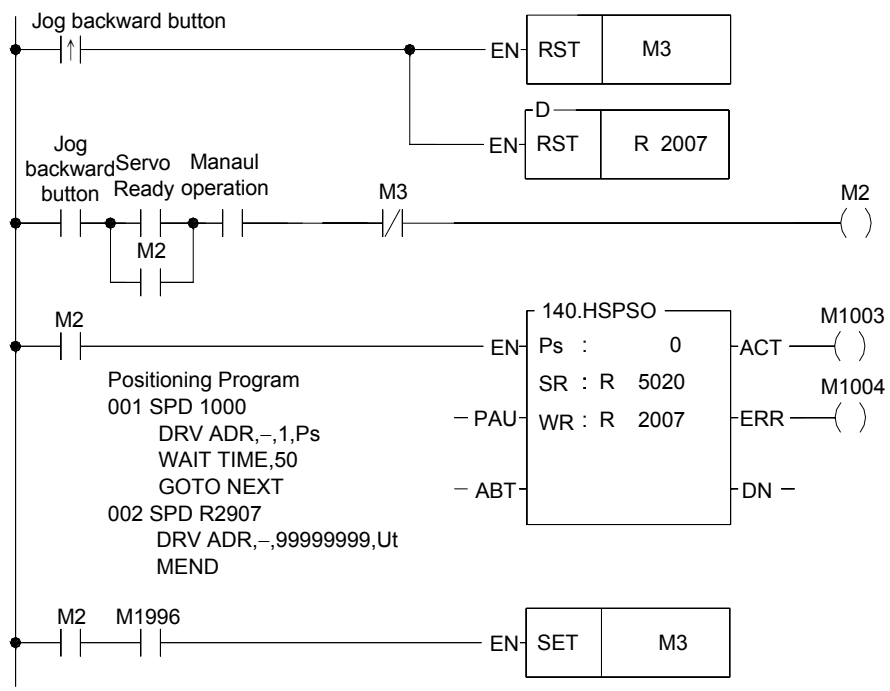 Jog backward button
↑
EN RST M3
D
EN RST R 2007
Jog
backward
button
Servo
Ready
Manaul
operation
M3
M2
M2
M2
140.HSPSO
M1003
EN Ps : 0 ACT
SR : R 5020
M1004
PAU WR : R 2007 ERR
ABT DN
Positioning Program
001 SPD 1000
DRV ADR,–,1,Ps
WAIT TIME,50
GOTO NEXT
002 SPD R2907
DRV ADR,–,99999999,Ut
MEND
M2 M1996
EN SET M3